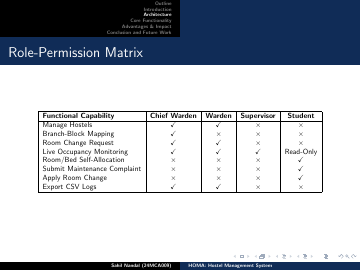 Outline
Introduction
Architecture
Core Functionality
Advantages & Impact
Conclusion and Future Work
Role-Permission Matrix
Functional Capability Chief Warden Warden Supervisor Student
Manage Hostels ✓ ✓ × ×
Branch-Block Mapping ✓ × × ×
Room Change Request ✓ ✓ × ×
Live Occupancy Monitoring ✓ ✓ ✓ Read-Only
Room/Bed Self-Allocation × × × ✓
Submit Maintenance Complaint × × × ✓
Apply Room Change × × × ✓
Export CSV Logs ✓ ✓ × ×
Sahil Nandal (24MCA009) HOMA: Hostel Management System